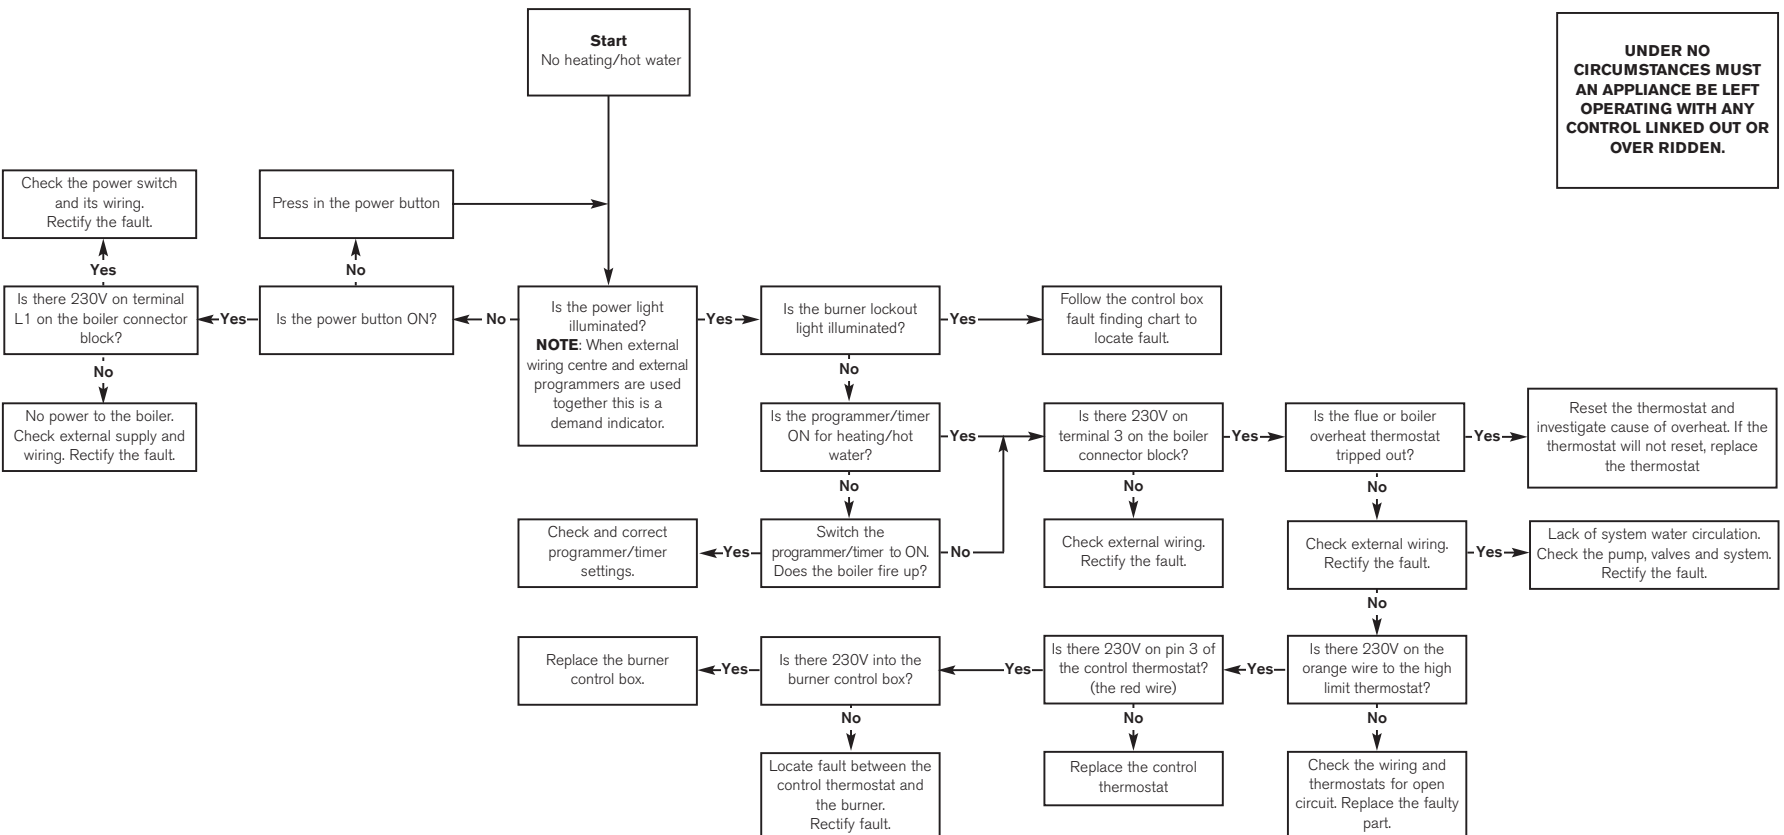 Start
No heating/hot water
UNDER NO
CIRCUMSTANCES MUST
AN APPLIANCE BE LEFT
OPERATING WITH ANY
CONTROL LINKED OUT OR
OVER RIDDEN.
Check the power switch
and its wiring.
Rectify the fault.
Press in the power button
Yes
No
Is there 230V on terminal
L1 on the boiler connector
block?
Yes
Is the power button ON?
No
Is the power light
illuminated?
NOTE: When external
wiring centre and external
programmers are used
together this is a
demand indicator.
Yes
Is the burner lockout
light illuminated?
Yes
Follow the control box
fault finding chart to
locate fault.
No
No
No power to the boiler.
Check external supply and
wiring. Rectify the fault.
Is the programmer/timer
ON for heating/hot
water?
Yes
Is there 230V on
terminal 3 on the boiler
connector block?
Yes
Is the flue or boiler
overheat thermostat
tripped out?
Yes
Reset the thermostat and
investigate cause of overheat. If the
thermostat will not reset, replace
the thermostat
No
No
No
Check and correct
programmer/timer
settings.
Yes
Switch the
programmer/timer to ON.
Does the boiler fire up?
No
Check external wiring.
Rectify the fault.
Check external wiring.
Rectify the fault.
Yes
Lack of system water circulation.
Check the pump, valves and system.
Rectify the fault.
No
Replace the burner
control box.
Yes
Is there 230V into the
burner control box?
Yes
Is there 230V on pin 3 of
the control thermostat?
(the red wire)
Yes
Is there 230V on the
orange wire to the high
limit thermostat?
No
No
No
Locate fault between the
control thermostat and
the burner.
Rectify fault.
Replace the control
thermostat
Check the wiring and
thermostats for open
circuit. Replace the faulty
part.